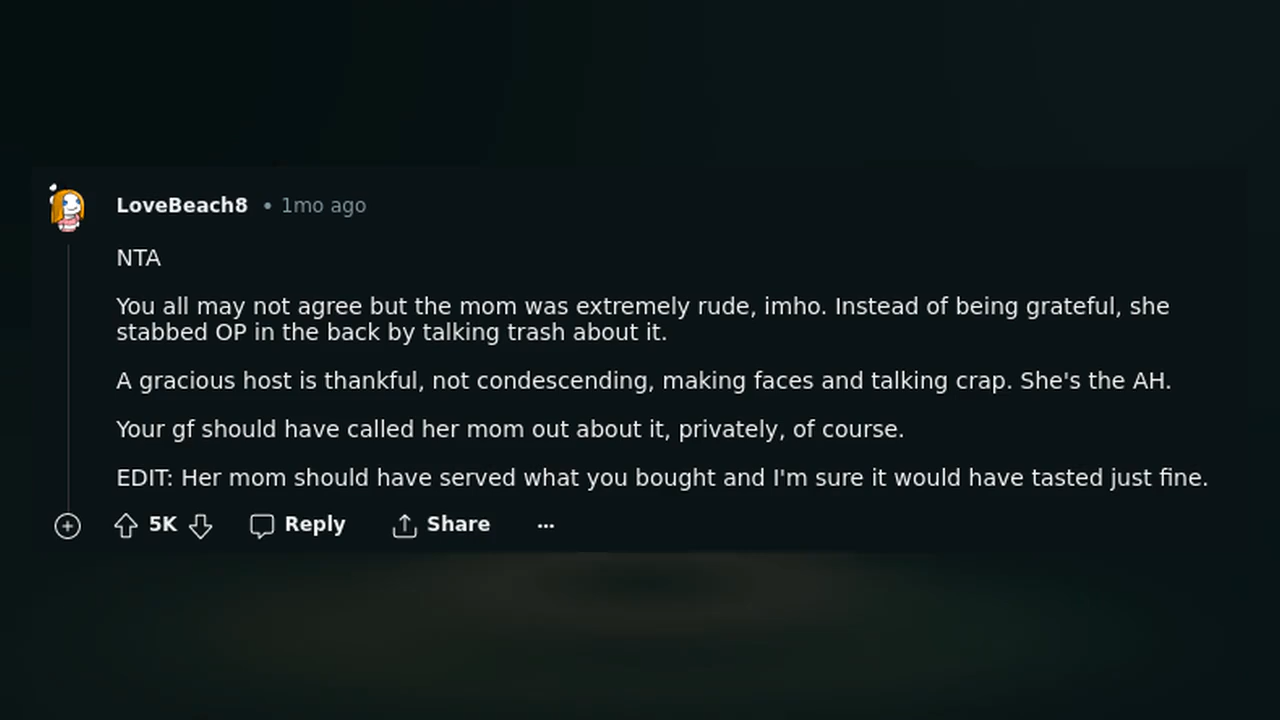 LoveBeach8 • 1mo ago
NTA
You all may not agree but the mom was extremely rude, imho. Instead of being grateful, she
stabbed OP in the back by talking trash about it.
A gracious host is thankful, not condescending, making faces and talking crap. She's the AH.
Your gf should have called her mom out about it, privately, of course.
EDIT: Her mom should have served what you bought and I'm sure it would have tasted just fine.
5K Reply Share ...